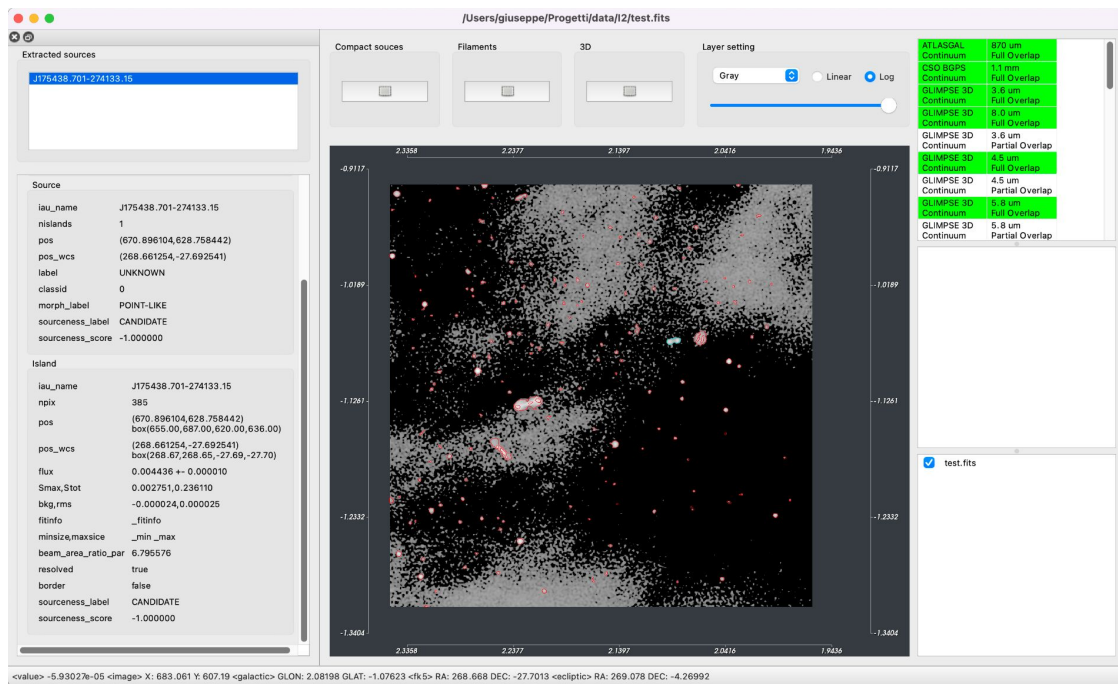 /Users/giuseppe/Progetti/data/l2/test.fits
Extracted sources
J175438.701-274133.15
Source
iau_name J175438.701-274133.15
nislands 1
pos (670.896104,628.758442)
pos_wcs (268.661254,-27.692541)
label UNKNOWN
classid 0
morph_label POINT-LIKE
sourceness_label CANDIDATE
sourceness_score -1.000000
Island
iau_name J175438.701-274133.15
npix 385
pos (670.896104,628.758442)
box(655.00,687.00,620.00,636.00)
pos_wcs (268.661254,-27.692541)
box(268.67,268.65,-27.69,-27.70)
flux 0.004436 +- 0.000010
Smax,Stot 0.002751,0.236110
bkg,rms -0.000024,0.000025
fitinfo _fitinfo
minsize,maxsice _min _max
beam_area_ratio_par 6.795576
resolved true
border false
sourceness_label CANDIDATE
sourceness_score -1.000000
Compact souces Filaments 3D Layer setting
Gray Linear Log
2.3358 2.2377 2.1397 2.0416 1.9436
-0.9117 -0.9117
-1.0189 -1.0189
-1.1261 -1.1261
-1.2332 -1.2332
-1.3404 -1.3404
2.3358 2.2377 2.1397 2.0416 1.9436
ATLASGAL 870 um
Continuum Full Overlap
CSO BGPS 1.1 mm
Continuum Full Overlap
GLIMPSE 3D 3.6 um
Continuum Full Overlap
GLIMPSE 3D 8.0 um
Continuum Full Overlap
GLIMPSE 3D 3.6 um
Continuum Partial Overlap
GLIMPSE 3D 4.5 um
Continuum Full Overlap
GLIMPSE 3D 4.5 um
Continuum Partial Overlap
GLIMPSE 3D 5.8 um
Continuum Full Overlap
GLIMPSE 3D 5.8 um
Continuum Partial Overlap
test.fits
<value> -5.93027e-05 <image> X: 683.061 Y: 607.19 <galactic> GLON: 2.08198 GLAT: -1.07623 <fk5> RA: 268.668 DEC: -27.7013 <ecliptic> RA: 269.078 DEC: -4.26992